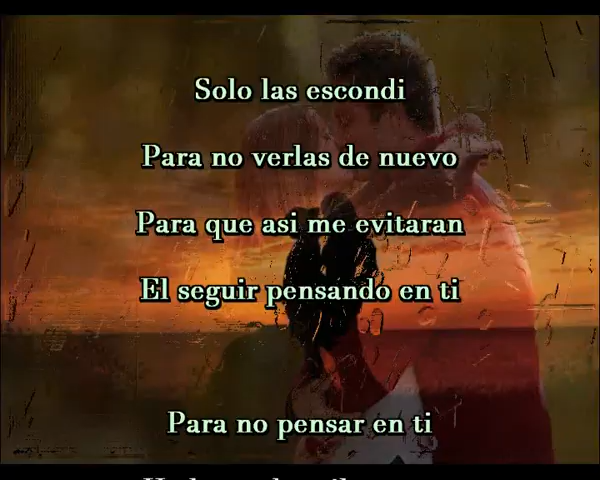 Solo las escondi
Para no verlas de nuevo
Para que asi me evitaran
El seguir pensando en ti
Para no pensar en ti